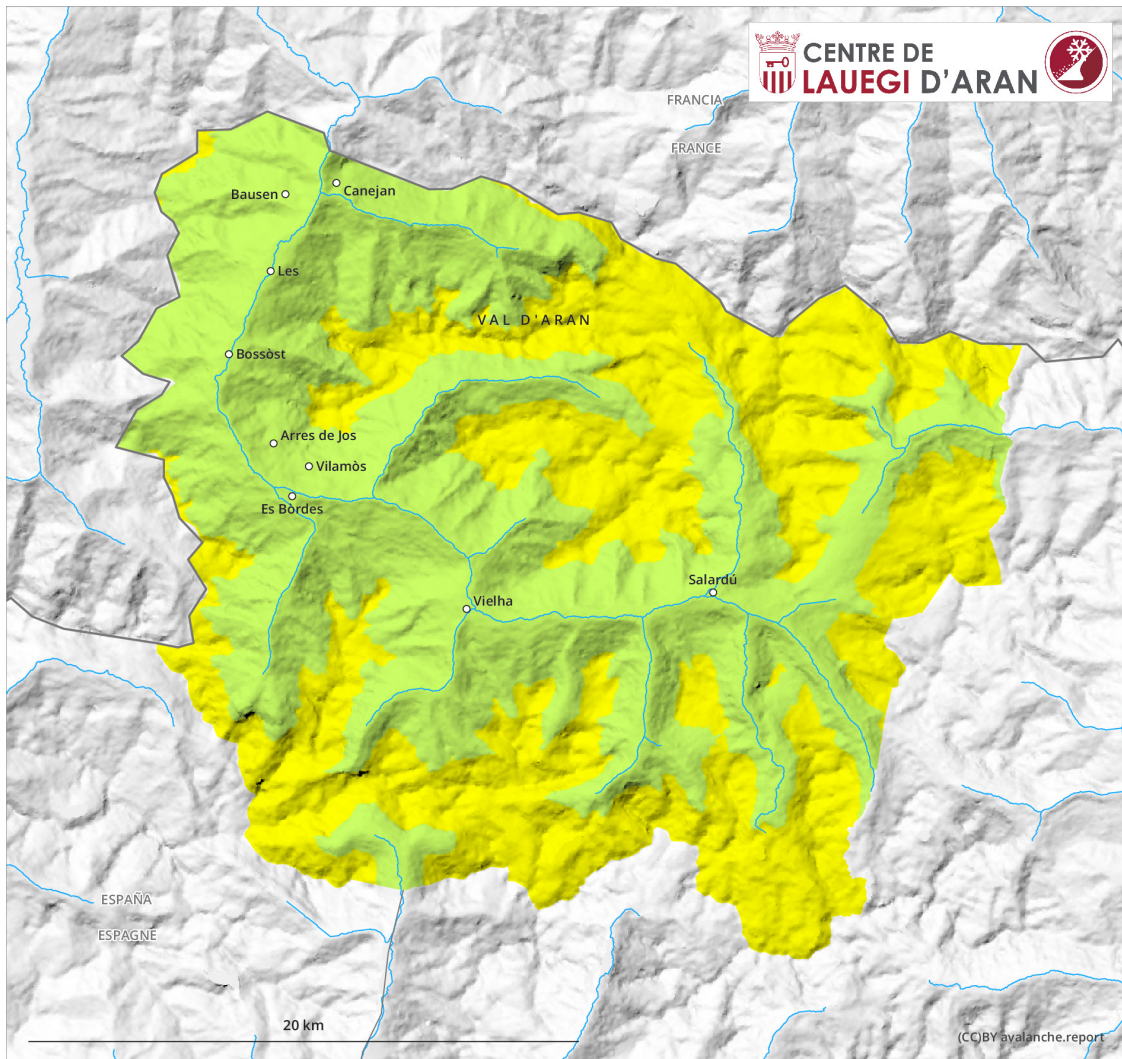 CENTRE DE
LAUEGI D'ARAN
FRANCIA
FRANCE
Canejan
Bausen
Les
VAL D'ARAN
Bossòst
Arres de Jos
Vilamòs
Es Bòrdes
Salardú
Vielha
ESPAÑA
ESPAGNE
20 km
(CC)BY avalanche.report